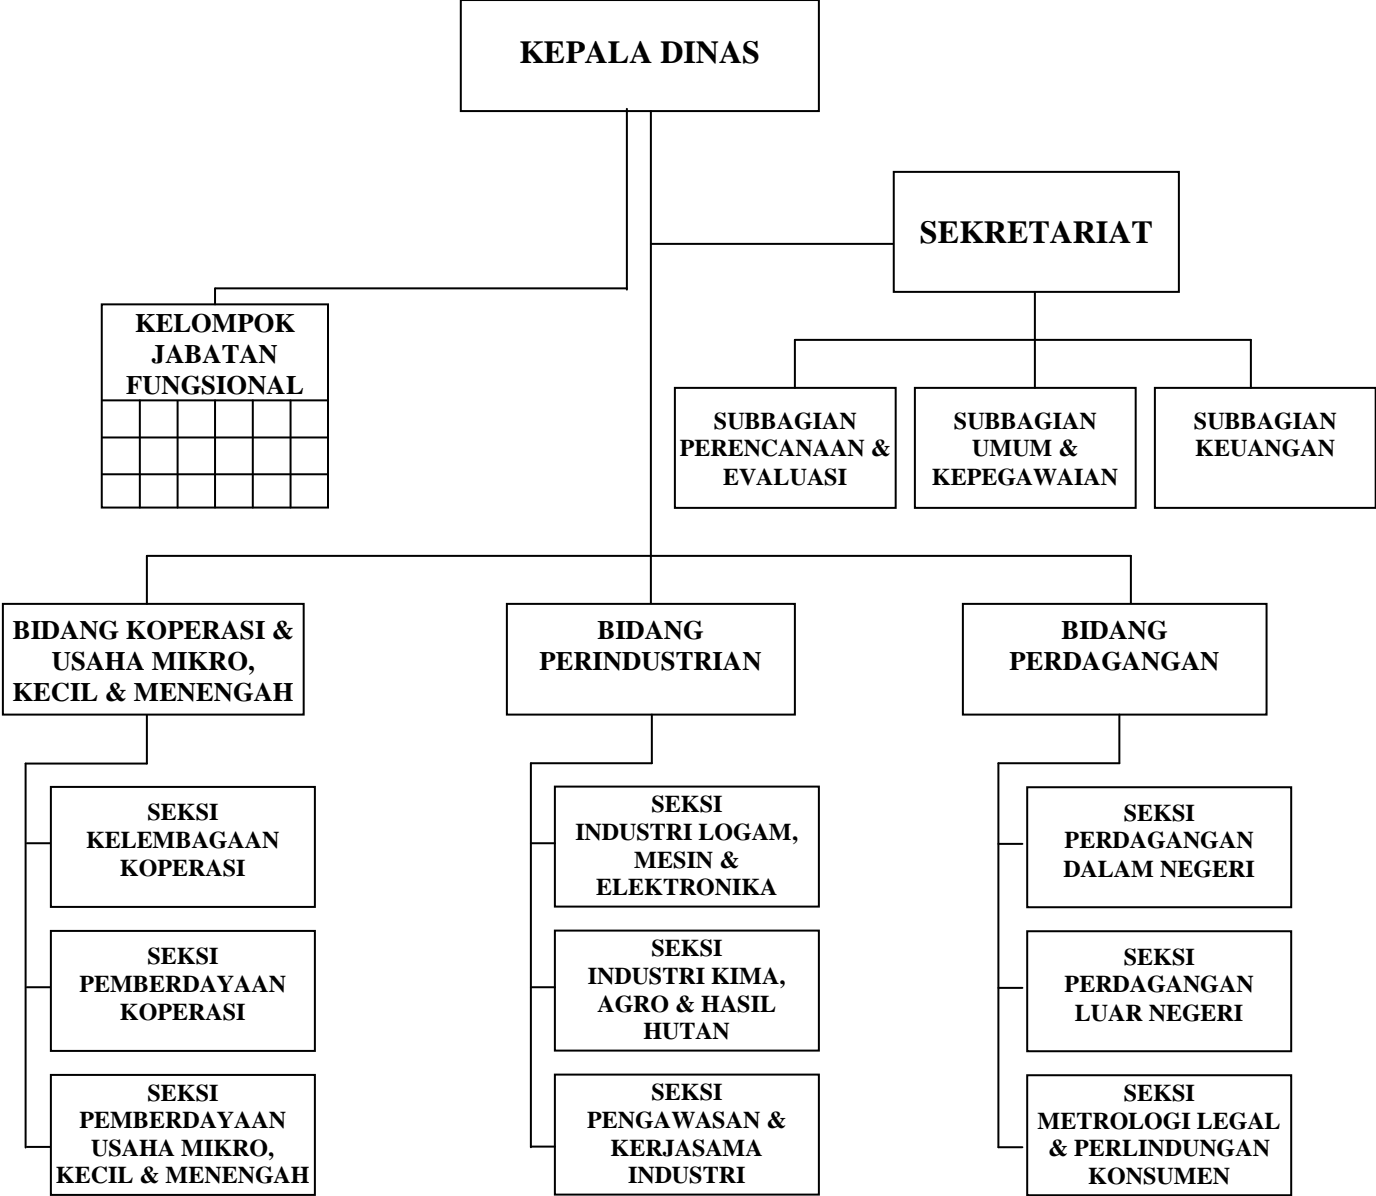 KEPALA DINAS
SEKRETARIAT
KELOMPOK
JABATAN
FUNGSIONAL
SUBBAGIAN
PERENCANAAN &
EVALUASI
SUBBAGIAN
UMUM &
KEPEGAWAIAN
SUBBAGIAN
KEUANGAN
BIDANG KOPERASI &
USAHA MIKRO,
KECIL & MENENGAH
BIDANG
PERINDUSTRIAN
BIDANG
PERDAGANGAN
SEKSI
KELEMBAGAAN
KOPERASI
SEKSI
INDUSTRI LOGAM,
MESIN &
ELEKTRONIKA
SEKSI
PERDAGANGAN
DALAM NEGERI
SEKSI
PEMBERDAYAAN
KOPERASI
SEKSI
INDUSTRI KIMA,
AGRO & HASIL
HUTAN
SEKSI
PERDAGANGAN
LUAR NEGERI
SEKSI
PEMBERDAYAAN
USAHA MIKRO,
KECIL & MENENGAH
SEKSI
PENGAWASAN &
KERJASAMA
INDUSTRI
SEKSI
METROLOGI LEGAL
& PERLINDUNGAN
KONSUMEN